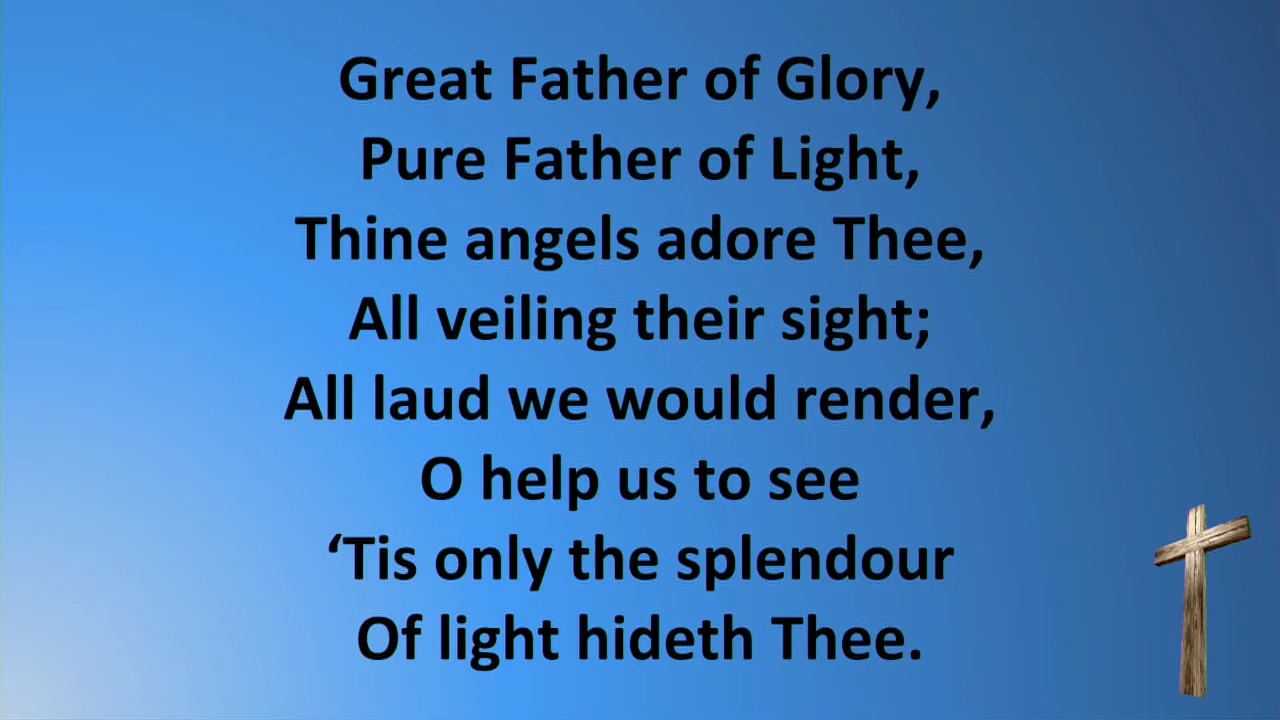 Great Father of Glory,
Pure Father of Light,
Thine angels adore Thee,
All veiling their sight;
All laud we would render,
O help us to see
‘Tis only the splendour
Of light hideth Thee.